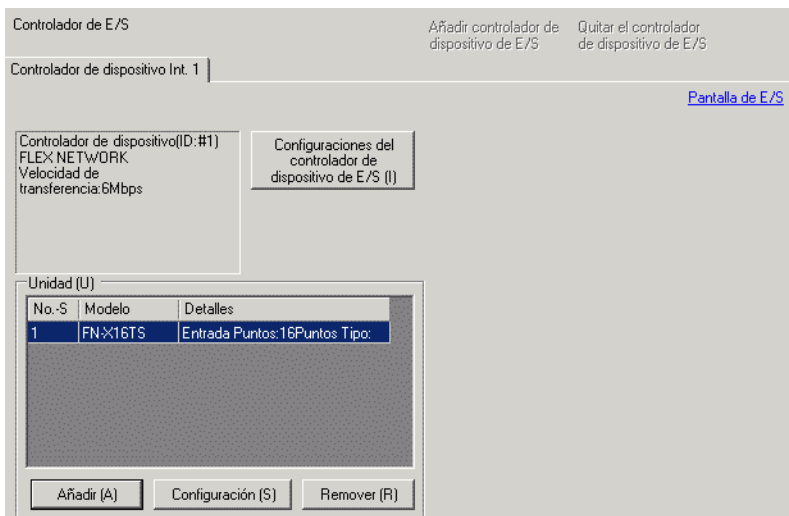 Controlador de E/S
Añadir controlador de
dispositivo de E/S
Quitar el controlador
de dispositivo de E/S
Controlador de dispositivo Int. 1
Pantalla de E/S
Controlador de dispositivo(ID:#1)
FLEX NETWORK
Velocidad de
transferencia:6Mbps
Configuraciones del
controlador de
dispositivo de E/S (I)
Unidad (U)
No.-S Modelo Detalles
1 FN-X16TS Entrada Puntos:16Puntos Tipo:
Añadir (A) Configuración (S) Remover (R)